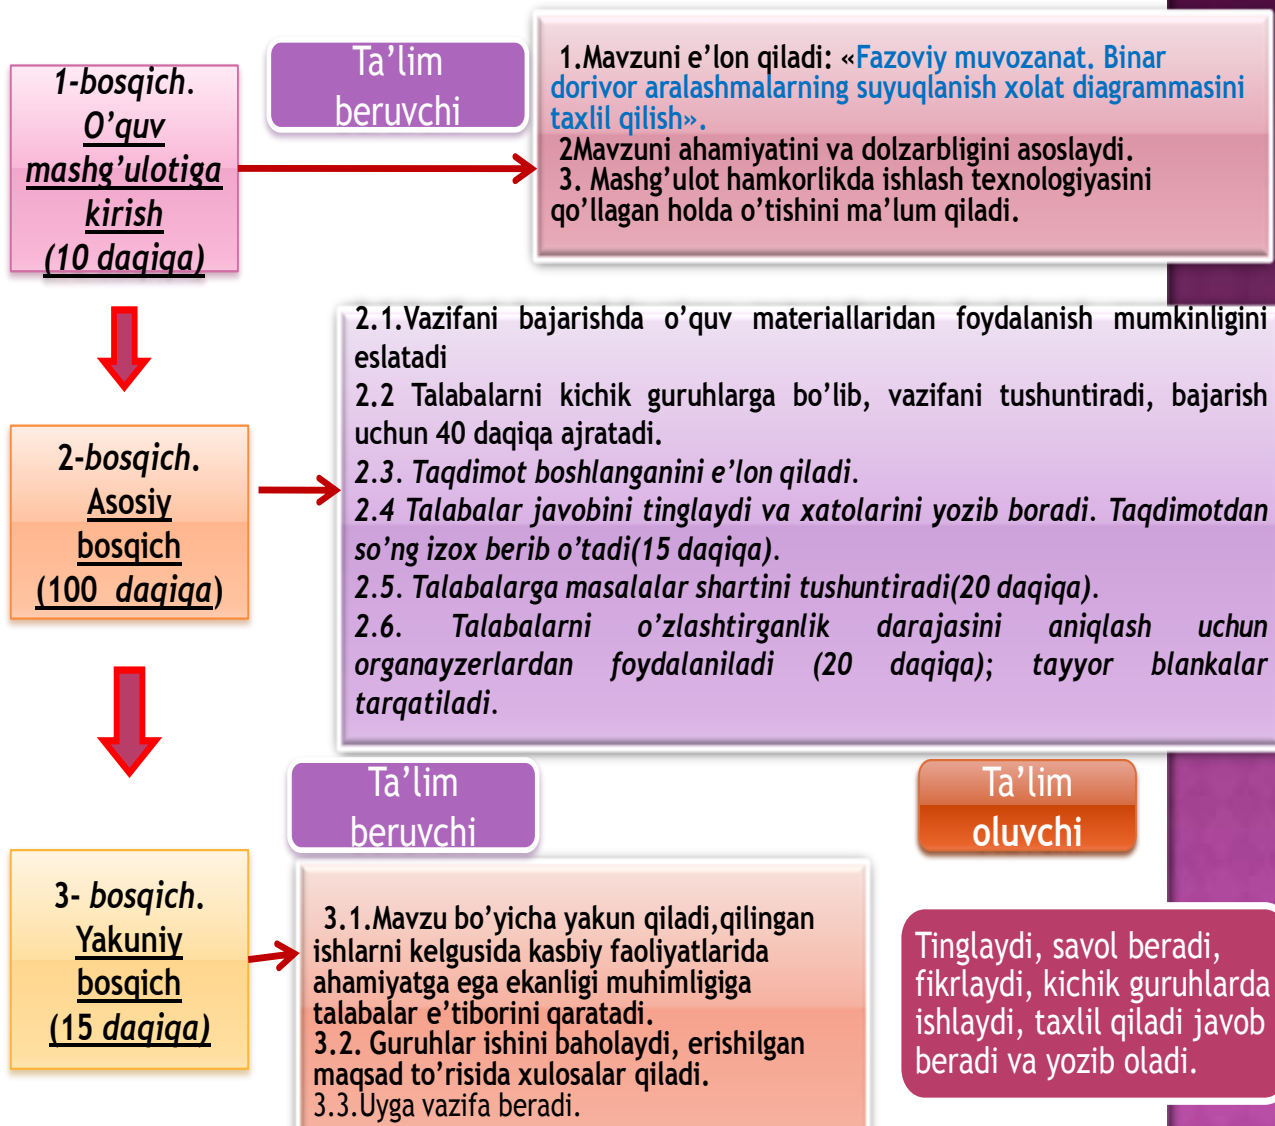 1-bosqich.
O’quv
mashg’ulotiga
kirish
(10 daqiqa)
Ta’lim
beruvchi
1.Mavzuni e’lon qiladi: «Fazoviy muvozanat. Binar
dorivor aralashmalarning suyuqlanish xolat diagrammasini
taxlil qilish».
2Mavzuni ahamiyatini va dolzarbligini asoslaydi.
3. Mashg’ulot hamkorlikda ishlash texnologiyasini
qo’llagan holda o’tishini ma’lum qiladi.
2-bosqich.
Asosiy
bosqich
(100 daqiqa)
2.1.Vazifani bajarishda o’quv materiallaridan foydalanish mumkinligini
eslatadi
2.2 Talabalarni kichik guruhlarga bo’lib, vazifani tushuntiradi, bajarish
uchun 40 daqiqa ajratadi.
2.3. Taqdimot boshlanganini e’lon qiladi.
2.4 Talabalar javobini tinglaydi va xatolarini yozib boradi. Taqdimotdan
so’ng izox berib o’tadi(15 daqiqa).
2.5. Talabalarga masalalar shartini tushuntiradi(20 daqiqa).
2.6. Talabalarni o’zlashtirganlik darajasini aniqlash uchun
organayzerlardan foydalaniladi (20 daqiqa); tayyor blankalar
tarqatiladi.
Ta’lim
beruvchi
Ta’lim
oluvchi
3- bosqich.
Yakuniy
bosqich
(15 daqiqa)
3.1.Mavzu bo’yicha yakun qiladi,qilingan
ishlarni kelgusida kasbiy faoliyatlarida
ahamiyatga ega ekanligi muhimligiga
talabalar e’tiborini qaratadi.
3.2. Guruhlar ishini baholaydi, erishilgan
maqsad to’risida xulosalar qiladi.
3.3.Uyga vazifa beradi.
Tinglaydi, savol beradi,
fikrlaydi, kichik guruhlarda
ishlaydi, taxlil qiladi javob
beradi va yozib oladi.